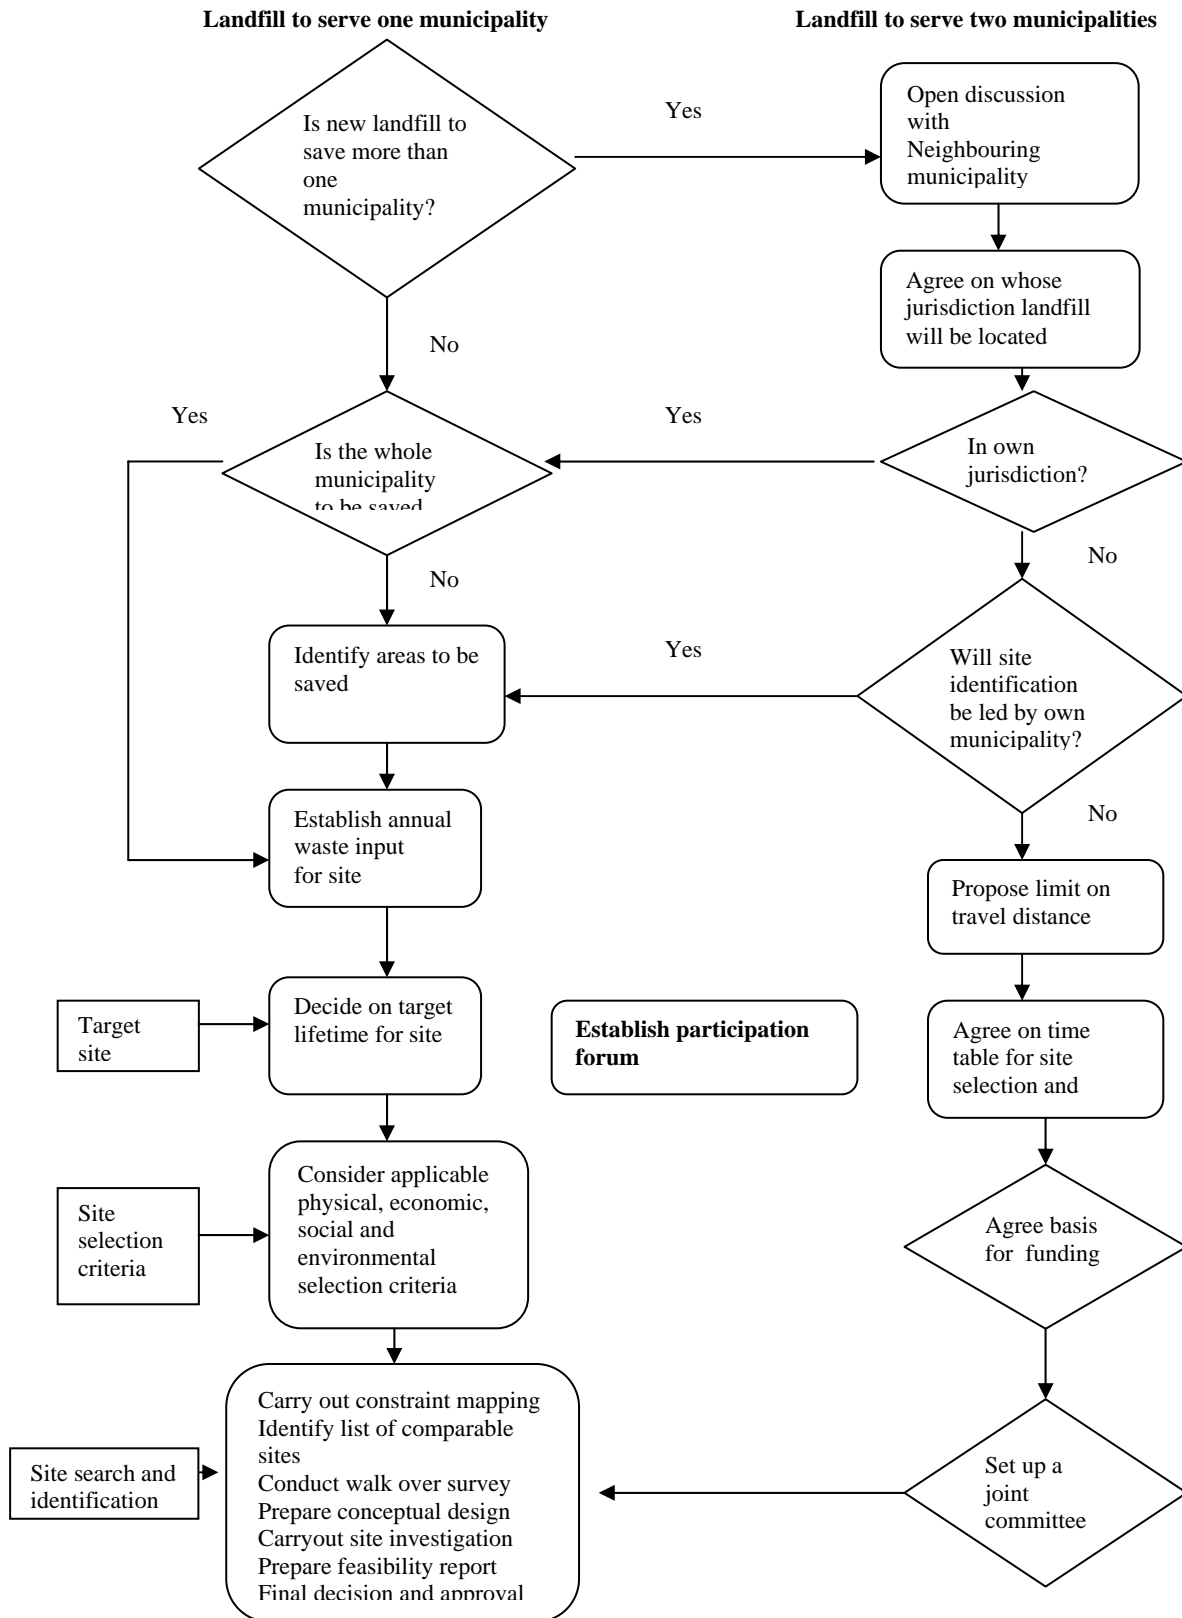 Landfill to serve one municipality
Landfill to serve two municipalities
Is new landfill to
save more than
one
municipality?
Yes
Open discussion
with
Neighbouring
municipality
Agree on whose
jurisdiction landfill
will be located
No
Yes
Is the whole
municipality
to be saved
Yes
In own
jurisdiction?
No
No
Identify areas to be
saved
Yes
Will site
identification
be led by own
municipality?
No
Establish annual
waste input
for site
Propose limit on
travel distance
Target
site
Decide on target
lifetime for site
Establish participation
forum
Agree on time
table for site
selection and
Site
selection
criteria
Consider applicable
physical, economic,
social and
environmental
selection criteria
Agree basis
for funding
Site search and
identification
Carry out constraint mapping
Identify list of comparable
sites
Conduct walk over survey
Prepare conceptual design
Carryout site investigation
Prepare feasibility report
Final decision and approval
Set up a
joint
committee